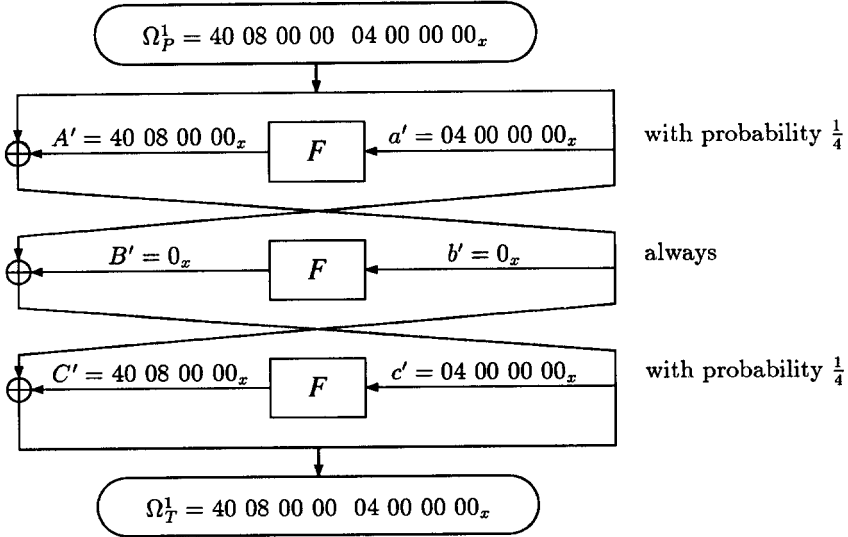 Ω¹_P = 40 08 00 00  04 00 00 00ₓ
A′ = 40 08 00 00ₓ F a′ = 04 00 00 00ₓ with probability 1/4
B′ = 0ₓ F b′ = 0ₓ always
C′ = 40 08 00 00ₓ F c′ = 04 00 00 00ₓ with probability 1/4
Ω¹_T = 40 08 00 00  04 00 00 00ₓ